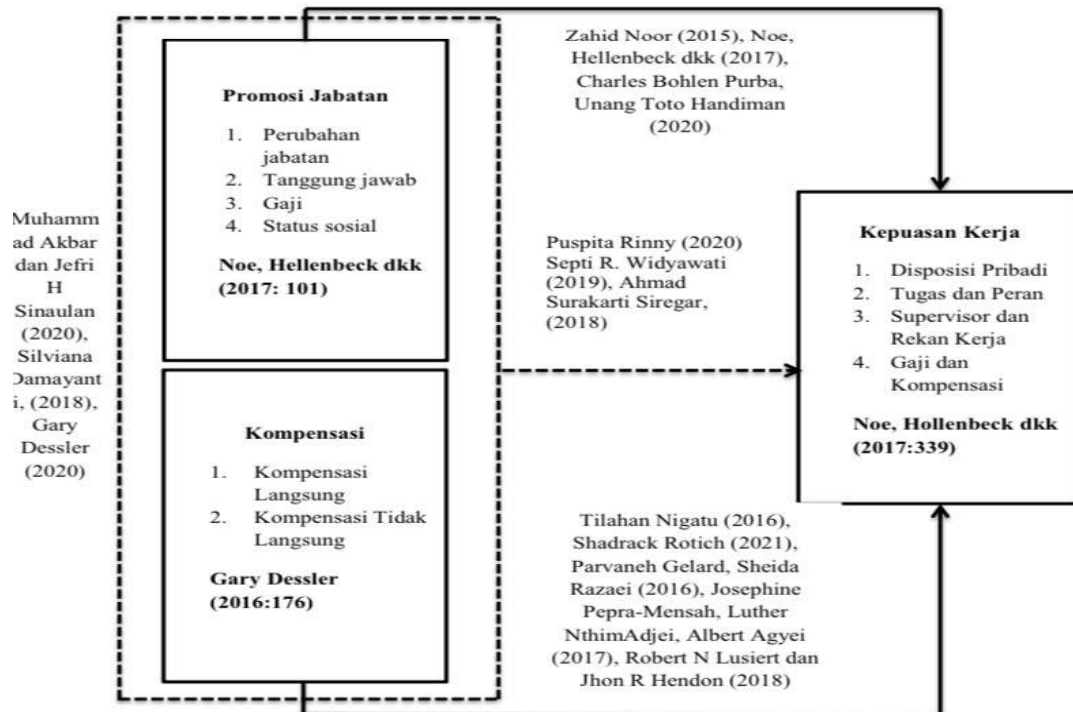 Muhamm
ad Akbar
dan Jefri
H
Sinaulan
(2020),
Silviana
Damayant
i, (2018),
Gary
Dessler
(2020)
Promosi Jabatan
1. Perubahan
jabatan
2. Tanggung jawab
3. Gaji
4. Status sosial
Noe, Hellenbeck dkk
(2017: 101)
Kompensasi
1. Kompensasi
Langsung
2. Kompensasi Tidak
Langsung
Gary Dessler
(2016:176)
Zahid Noor (2015), Noe,
Hellenbeck dkk (2017),
Charles Bohlen Purba,
Unang Toto Handiman
(2020)
Puspita Rinny (2020)
Septi R. Widyawati
(2019), Ahmad
Surakarti Siregar,
(2018)
Tilahan Nigatu (2016),
Shadrack Rotich (2021),
Parvaneh Gelard, Sheida
Razaei (2016), Josephine
Pepra-Mensah, Luther
NthimAdjei, Albert Agyei
(2017), Robert N Lusiert dan
Jhon R Hendon (2018)
Kepuasan Kerja
1. Disposisi Pribadi
2. Tugas dan Peran
3. Supervisor dan
Rekan Kerja
4. Gaji dan
Kompensasi
Noe, Hollenbeck dkk
(2017:339)